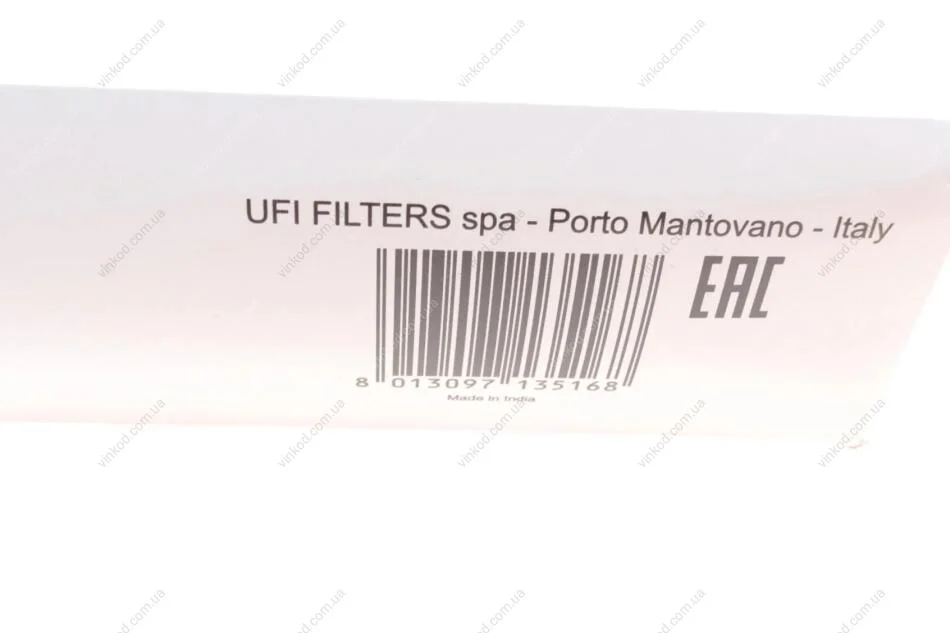 UFI FILTERS spa - Porto Mantovano - Italy
EAC
8 013097 135168
Made in India
vinkod.com.ua